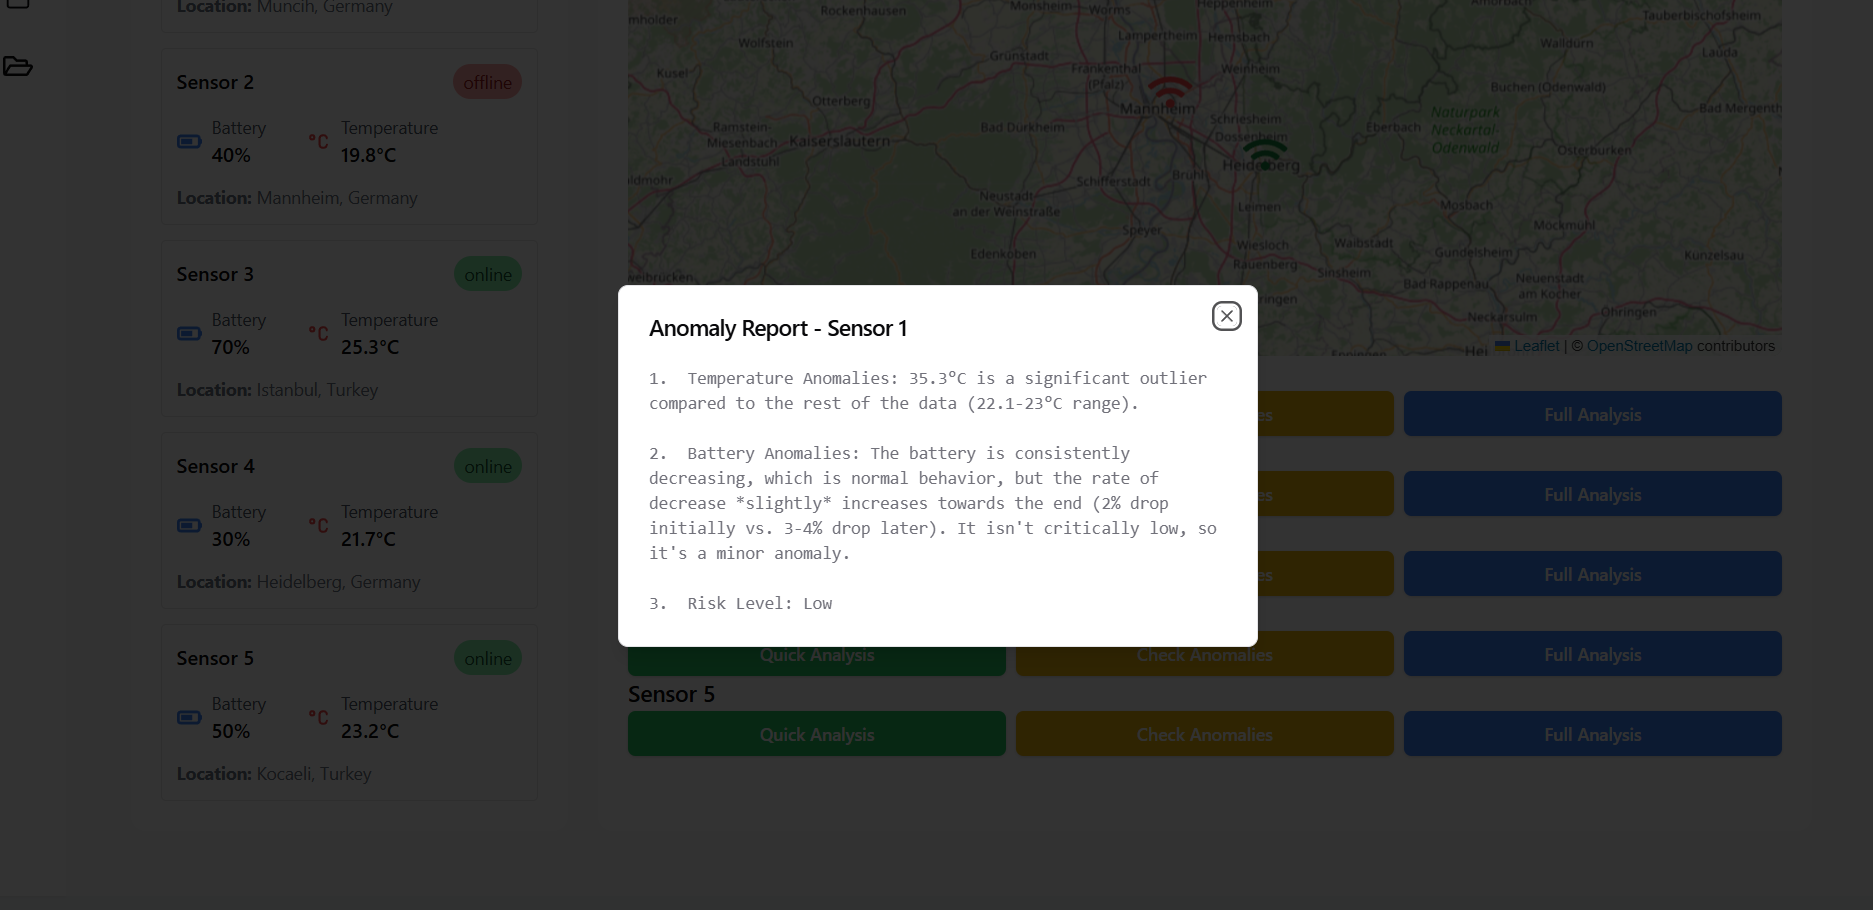 Location: Muncih, Germany
Sensor 2
offline
Battery
40%
°C
Temperature
19.8°C
Location: Mannheim, Germany
Sensor 3
online
Battery
70%
°C
Temperature
25.3°C
Location: Istanbul, Turkey
Sensor 4
online
Battery
30%
°C
Temperature
21.7°C
Location: Heidelberg, Germany
Sensor 5
online
Battery
50%
°C
Temperature
23.2°C
Location: Kocaeli, Turkey
Rockenhausen
Monsheim
Worms
Heppenheim
Tauberbischofsheim
Wolfstein
Lampertheim
Hemsbach
Walldürn
Lauda
Grünstadt
Kusel
Frankenthal
(Pfalz)
Weinheim
Buchen (Odenwald)
Otterberg
Mannheim
Naturpark
Neckartal-
Odenwald
Bad Mergenth
Ramstein-
Miesenbach
Kaiserslautern
Bad Dürkheim
Schriesheim
Dossenheim
Eberbach
Landstuhl
Heidelberg
Osterburken
Schifferstadt
Brühl
Neustadt
an der Weinstraße
Leimen
Mosbach
Speyer
Möckmühl
Edenkoben
Wiesloch
Waibstadt
Gundelsheim
Künzelsau
Rauenberg
Sinsheim
Bad Rappenau
Neuenstadt
am Kocher
Neckarsulm
Öhringen
Leaflet | © OpenStreetMap contributors
Anomaly Report - Sensor 1
1. Temperature Anomalies: 35.3°C is a significant outlier
compared to the rest of the data (22.1-23°C range).
2. Battery Anomalies: The battery is consistently
decreasing, which is normal behavior, but the rate of
decrease *slightly* increases towards the end (2% drop
initially vs. 3-4% drop later). It isn't critically low, so
it's a minor anomaly.
3. Risk Level: Low
Full Analysis
Full Analysis
Full Analysis
Quick Analysis
Check Anomalies
Full Analysis
Sensor 5
Quick Analysis
Check Anomalies
Full Analysis